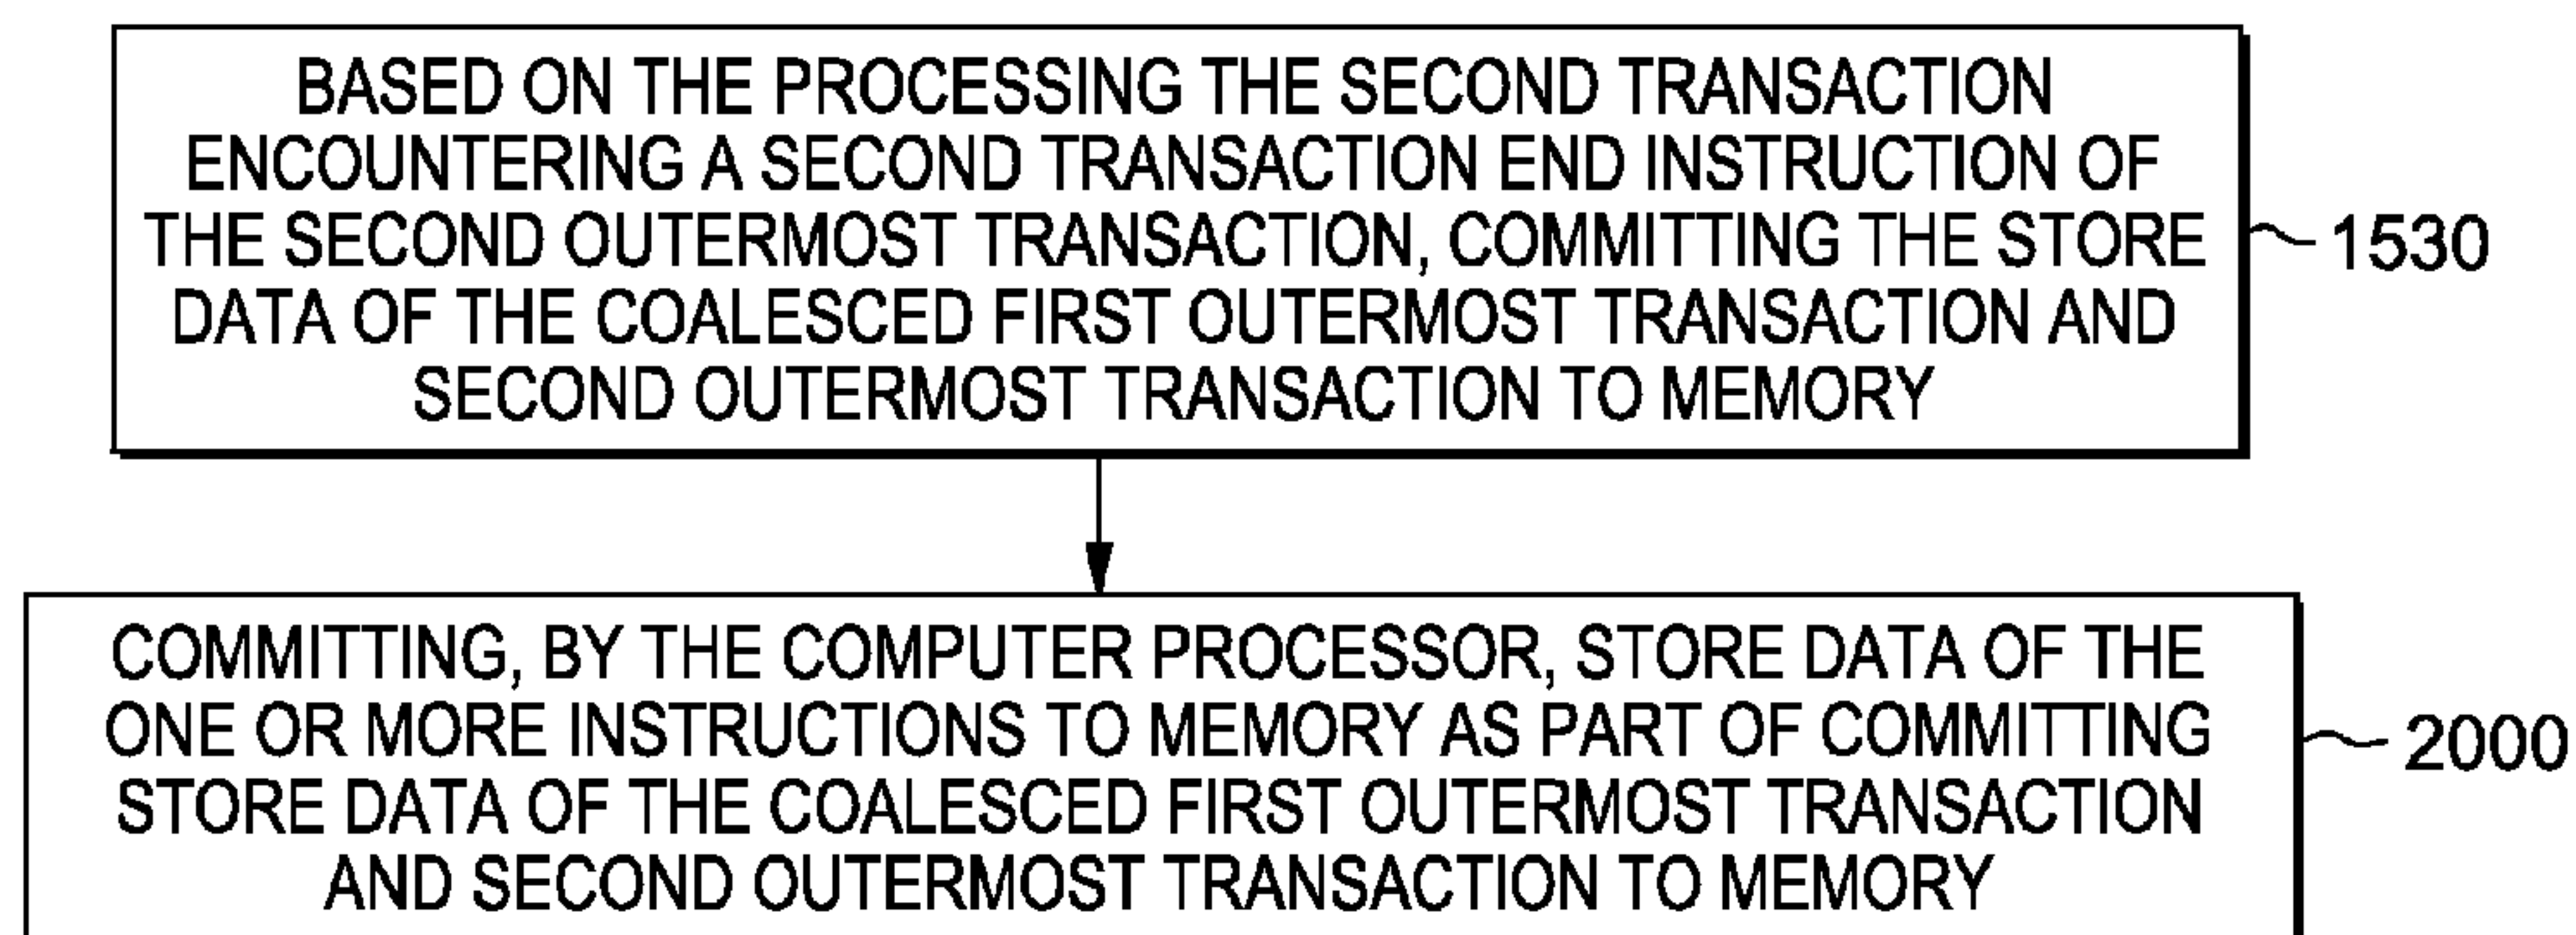 BASED ON THE PROCESSING THE SECOND TRANSACTION
ENCOUNTERING A SECOND TRANSACTION END INSTRUCTION OF
THE SECOND OUTERMOST TRANSACTION, COMMITTING THE STORE
DATA OF THE COALESCED FIRST OUTERMOST TRANSACTION AND
SECOND OUTERMOST TRANSACTION TO MEMORY
1530
COMMITTING, BY THE COMPUTER PROCESSOR, STORE DATA OF THE
ONE OR MORE INSTRUCTIONS TO MEMORY AS PART OF COMMITTING
STORE DATA OF THE COALESCED FIRST OUTERMOST TRANSACTION
AND SECOND OUTERMOST TRANSACTION TO MEMORY
2000